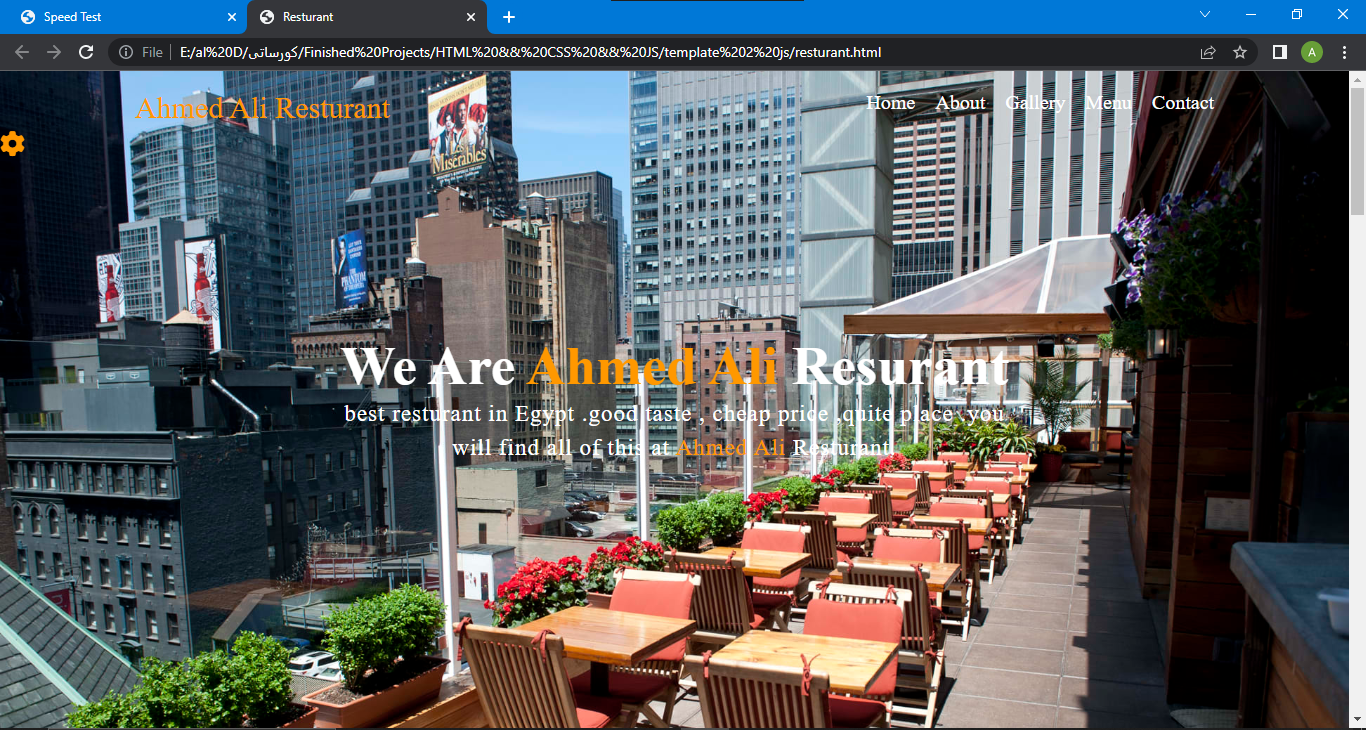 Speed Test
Resturant
File | E:/al%20D/كورساتى/Finished%20Projects/HTML%20&&%20CSS%20&&%20JS/template%202%20js/resturant.html
A
Ahmed Ali Resturant
Home About Gallery Menu Contact
Les
Misérables
THE
PHANTOM
We Are Ahmed Ali Resurant
best resturant in Egypt .good taste , cheap price ,quite place ,you
will find all of this at Ahmed Ali Resturant